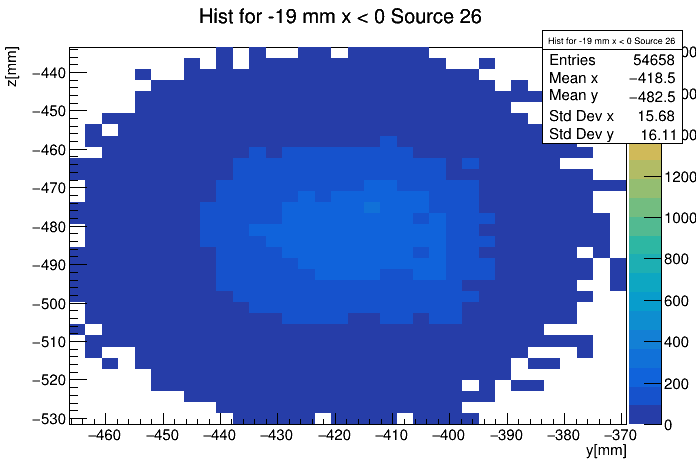 Hist for -19 mm x < 0 Source 26
Hist for -19 mm x < 0 Source 26
Entries 54658
Mean x −418.5
Mean y −482.5
Std Dev x 15.68
Std Dev y 16.11
z[mm]
−440
−450
−460
−470
−480
−490
−500
−510
−520
−530
−460 −450 −440 −430 −420 −410 −400 −390 −380 −370
y[mm]
1200
1000
800
600
400
200
0